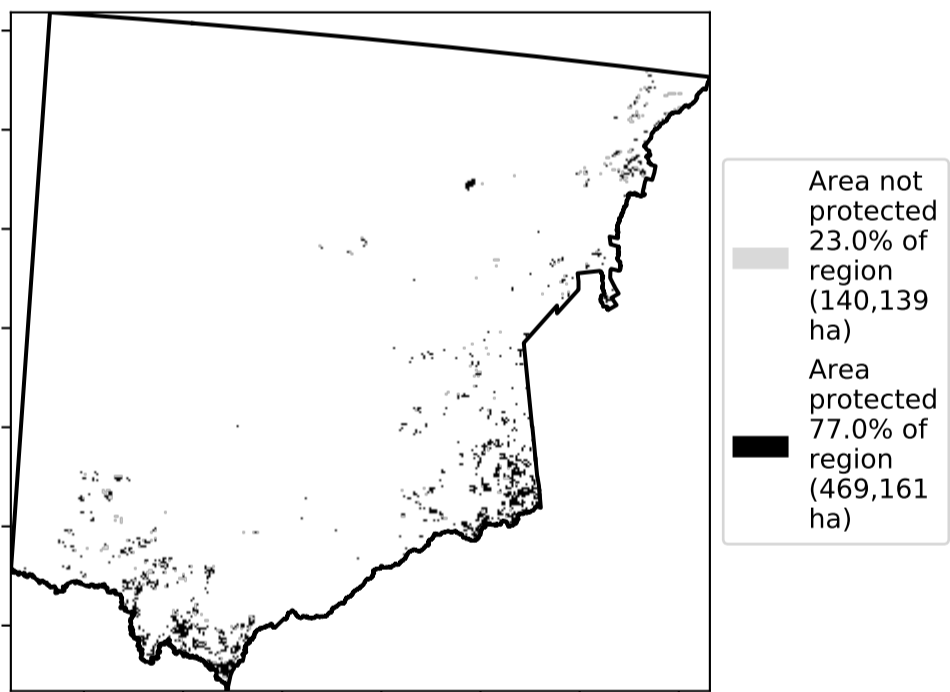 Area not
protected
23.0% of
region
(140,139
ha)
Area
protected
77.0% of
region
(469,161
ha)